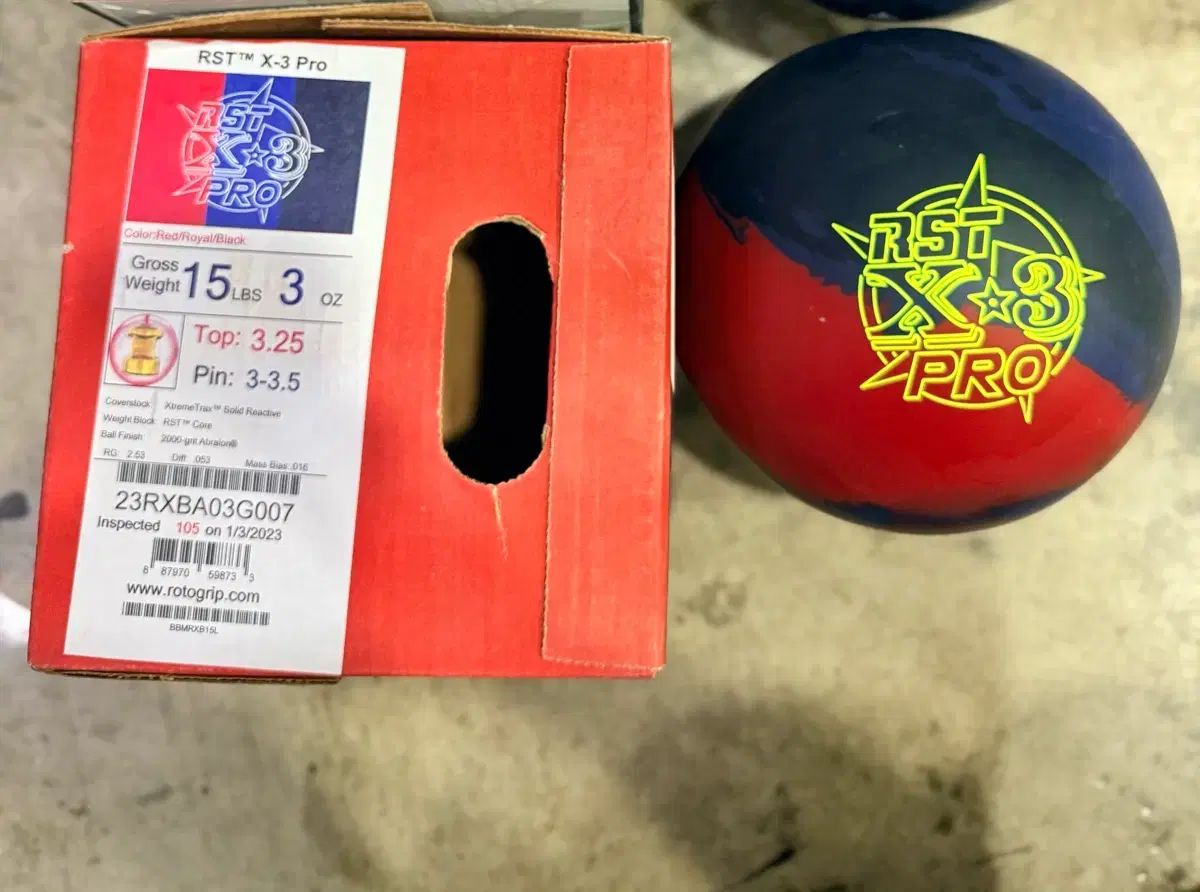 RST™ X-3 Pro
RST
X★3
PRO
Color:Red/Royal/Black
Gross Weight 15 LBS 3 OZ
Top: 3.25
Pin: 3-3.5
Coverstock XtremeTrax™ Solid Reactive
Weight Block RST™ Core
Ball Finish 2000-grit Abralon®
RG: 2.53 Diff .053 Mass Bias .016
23RXBA03G007
Inspected 105 on 1/3/2023
8 87970 59873 3
www.rotogrip.com
BBMRXB15L
RST
X★3
PRO